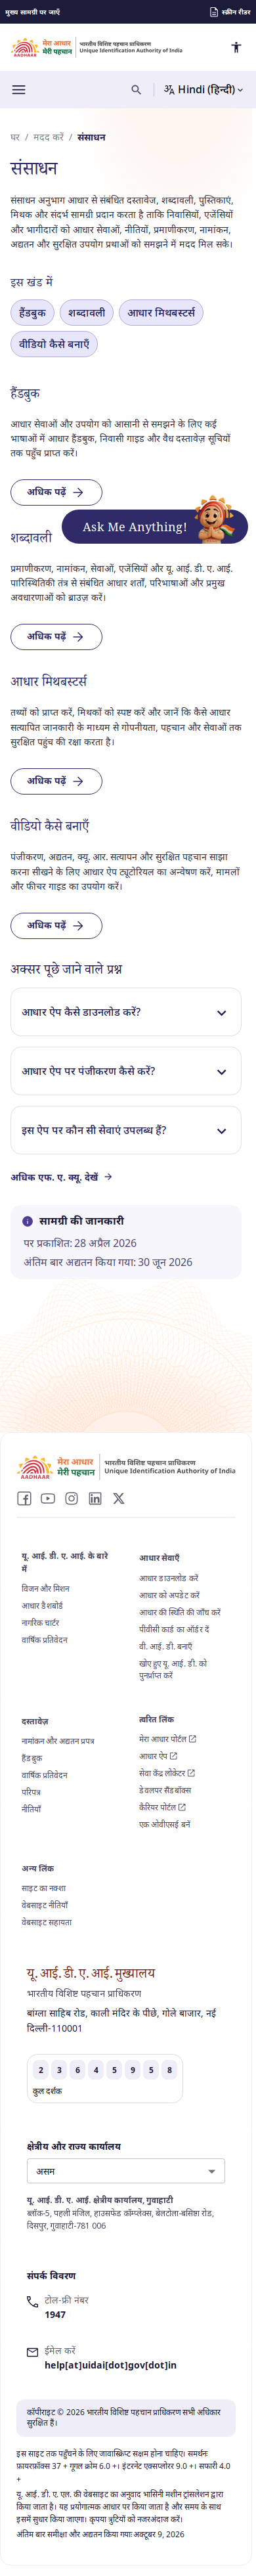 मुख्य सामग्री पर जाएँ
स्क्रीन रीडर
मेरा आधार
मेरी पहचान
AADHAAR
भारतीय विशिष्ट पहचान प्राधिकरण
Unique Identification Authority of India
Hindi (हिन्दी)
घर / मदद करें / संसाधन
संसाधन
संसाधन अनुभाग आधार से संबंधित दस्तावेज, शब्दावली, पुस्तिकाएं,
मिथक और संदर्भ सामग्री प्रदान करता है ताकि निवासियों, एजेंसियों
और भागीदारों को आधार सेवाओं, नीतियों, प्रमाणीकरण, नामांकन,
अद्यतन और सुरक्षित उपयोग प्रथाओं को समझने में मदद मिल सके।
इस खंड में
हैंडबुक
शब्दावली
आधार मिथबस्टर्स
वीडियो कैसे बनाएँ
हैंडबुक
आधार सेवाओं और उपयोग को आसानी से समझने के लिए कई
भाषाओं में आधार हैंडबुक, निवासी गाइड और वैध दस्तावेज़ सूचियों
तक पहुँच प्राप्त करें।
अधिक पढ़ें
Ask Me Anything!
शब्दावली
प्रमाणीकरण, नामांकन, सेवाओं, एजेंसियों और यू. आई. डी. ए. आई.
पारिस्थितिकी तंत्र से संबंधित आधार शर्तों, परिभाषाओं और प्रमुख
अवधारणाओं को ब्राउज़ करें।
अधिक पढ़ें
आधार मिथबस्टर्स
तथ्यों को प्राप्त करें, मिथकों को स्पष्ट करें और जानें कि कैसे आधार
सत्यापित जानकारी के माध्यम से गोपनीयता, पहचान और सेवाओं तक
सुरक्षित पहुंच की रक्षा करता है।
अधिक पढ़ें
वीडियो कैसे बनाएँ
पंजीकरण, अद्यतन, क्यू. आर. सत्यापन और सुरक्षित पहचान साझा
करना सीखने के लिए आधार ऐप ट्यूटोरियल का अन्वेषण करें, मामलों
और फीचर गाइड का उपयोग करें।
अधिक पढ़ें
अक्सर पूछे जाने वाले प्रश्न
आधार ऐप कैसे डाउनलोड करें?
आधार ऐप पर पंजीकरण कैसे करें?
इस ऐप पर कौन सी सेवाएं उपलब्ध हैं?
अधिक एफ. ए. क्यू. देखें
सामग्री की जानकारी
पर प्रकाशित: 28 अप्रैल 2026
अंतिम बार अद्यतन किया गया: 30 जून 2026
मेरा आधार
मेरी पहचान
AADHAAR
भारतीय विशिष्ट पहचान प्राधिकरण
Unique Identification Authority of India
यू. आई. डी. ए. आई. के बारे
में
विजन और मिशन
आधार डैशबोर्ड
नागरिक चार्टर
वार्षिक प्रतिवेदन
आधार सेवाएँ
आधार डाउनलोड करें
आधार को अपडेट करें
आधार की स्थिति की जाँच करें
पीवीसी कार्ड का ऑर्डर दें
वी. आई. डी. बनाएँ
खोए हुए यू. आई. डी. को
पुनर्प्राप्त करें
दस्तावेज़
नामांकन और अद्यतन प्रपत्र
हैंडबुक
वार्षिक प्रतिवेदन
परिपत्र
नीतियाँ
त्वरित लिंक
मेरा आधार पोर्टल
आधार ऐप
सेवा केंद्र लोकेटर
डेवलपर सैंडबॉक्स
कैरियर पोर्टल
एक ओवीएसई बनें
अन्य लिंक
साइट का नक्शा
वेबसाइट नीतियाँ
वेबसाइट सहायता
यू. आई. डी. ए. आई. मुख्यालय
भारतीय विशिष्ट पहचान प्राधिकरण
बांग्ला साहिब रोड, काली मंदिर के पीछे, गोले बाजार, नई
दिल्ली-110001
2 3 6 4 5 9 5 8
कुल दर्शक
क्षेत्रीय और राज्य कार्यालय
असम
यू. आई. डी. ए. आई. क्षेत्रीय कार्यालय, गुवाहाटी
ब्लॉक-5, पहली मंजिल, हाउसफेड कॉम्प्लेक्स, बेलटोला-बसिष्ठा रोड,
दिसपुर, गुवाहाटी-781 006
संपर्क विवरण
टोल-फ्री नंबर
1947
ईमेल करें
help[at]uidai[dot]gov[dot]in
कॉपीराइट © 2026 भारतीय विशिष्ट पहचान प्राधिकरण सभी अधिकार
सुरक्षित हैं।
इस साइट तक पहुँचने के लिए जावास्क्रिप्ट सक्षम होना चाहिए। समर्थनः
फ़ायरफ़ॉक्स 37 + गूगल क्रोम 6.0 +। इंटरनेट एक्सप्लोरर 9.0 +। सफारी 4.0
+
यू. आई. डी. ए. एल. की वेबसाइट का अनुवाद भाषिनी मशीन ट्रांसलेशन द्वारा
किया जाता है। यह प्रयोगात्मक आधार पर किया जाता है और समय के साथ
इसमें सुधार किया जाएगा। कृपया त्रुटियों को नजरअंदाज करें।
अंतिम बार समीक्षा और अद्यतन किया गयाः अक्टूबर 9, 2026